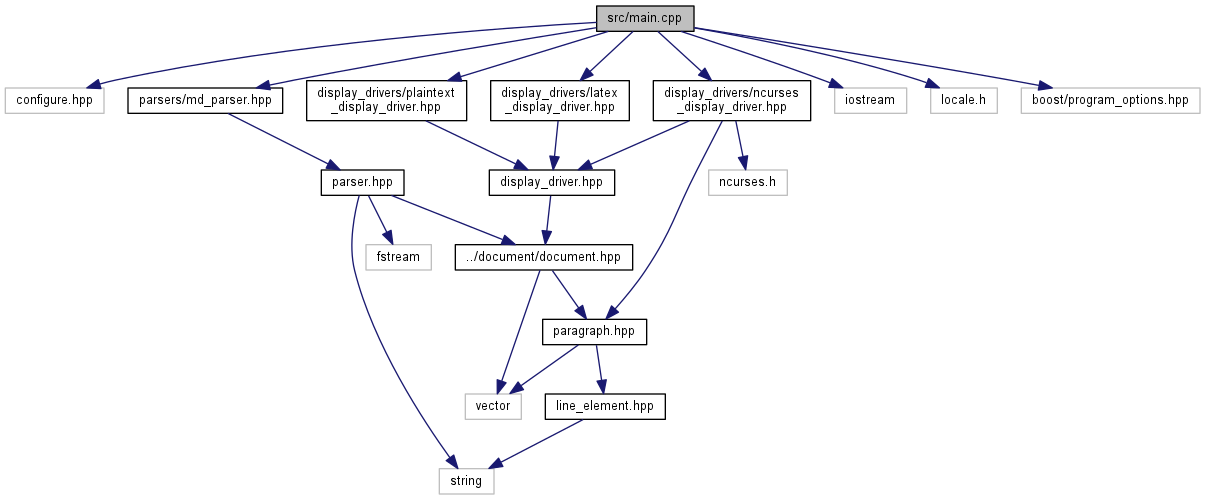 src/main.cpp
configure.hpp
parsers/md_parser.hpp
display_drivers/plaintext
_display_driver.hpp
display_drivers/latex
_display_driver.hpp
display_drivers/ncurses
_display_driver.hpp
iostream
locale.h
boost/program_options.hpp
parser.hpp
display_driver.hpp
ncurses.h
fstream
../document/document.hpp
paragraph.hpp
vector
line_element.hpp
string